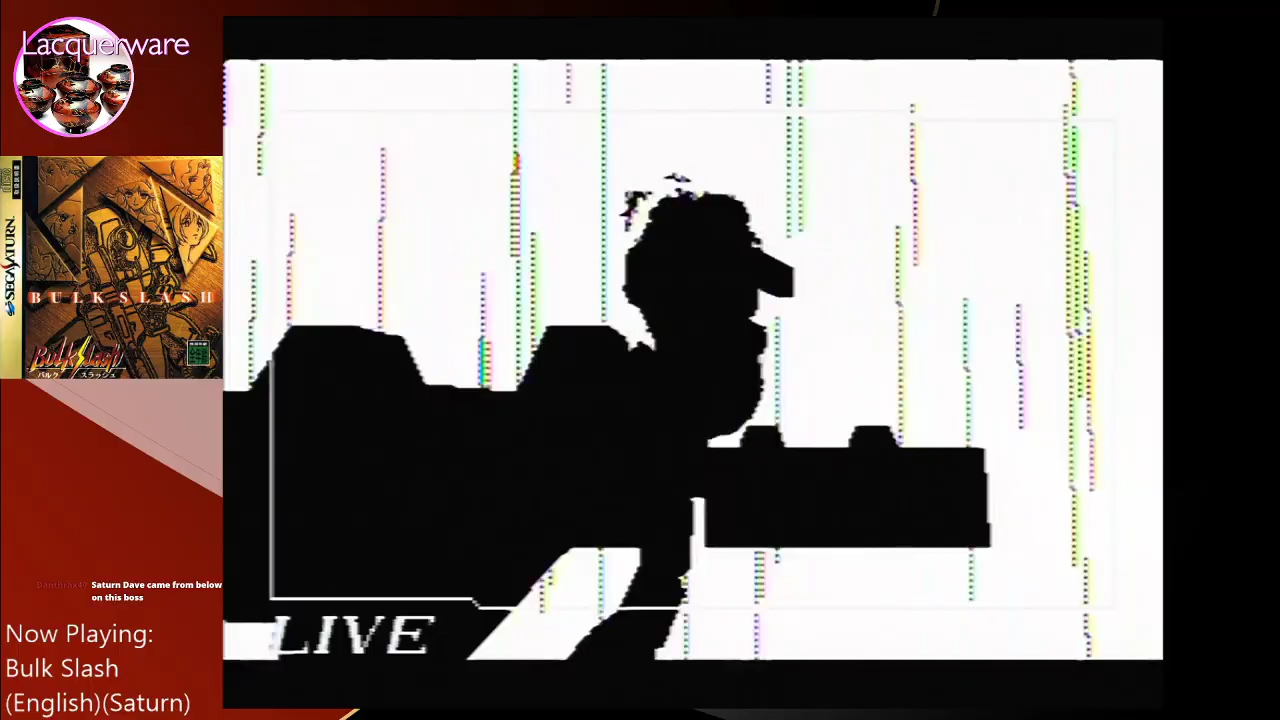 Lacquerware
SEGA SATURN
BULK SLASH
Bulk Slash
バルク スラッシュ
Saturn Dave came from below
on this boss
LIVE
Now Playing:
Bulk Slash
(English)(Saturn)